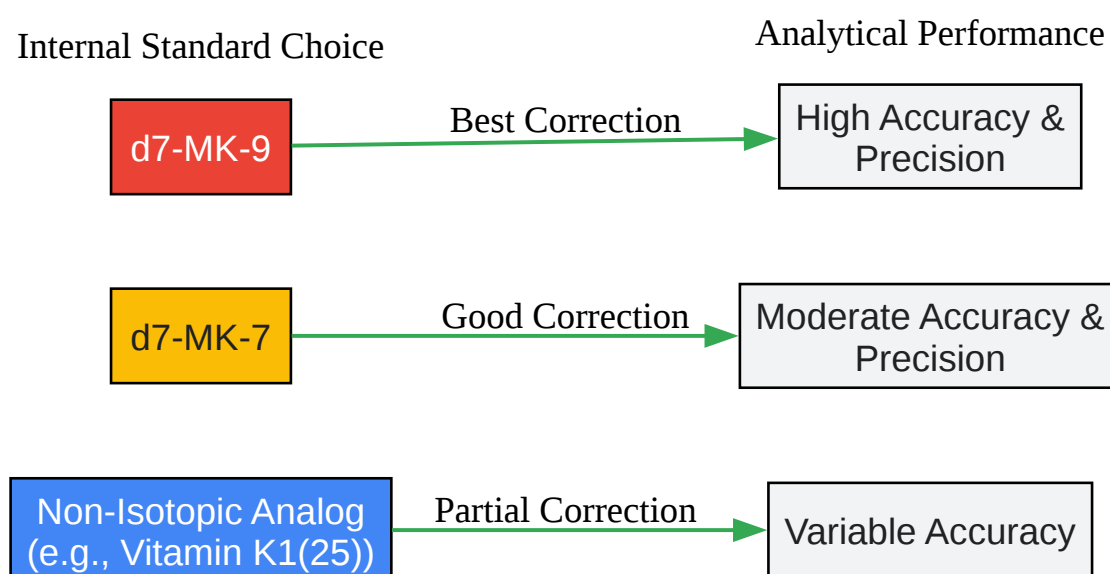 Internal Standard Choice
Analytical Performance
d7-MK-9
Best Correction
High Accuracy &
Precision
d7-MK-7
Good Correction
Moderate Accuracy &
Precision
Non-Isotopic Analog
(e.g., Vitamin K1(25))
Partial Correction
Variable Accuracy